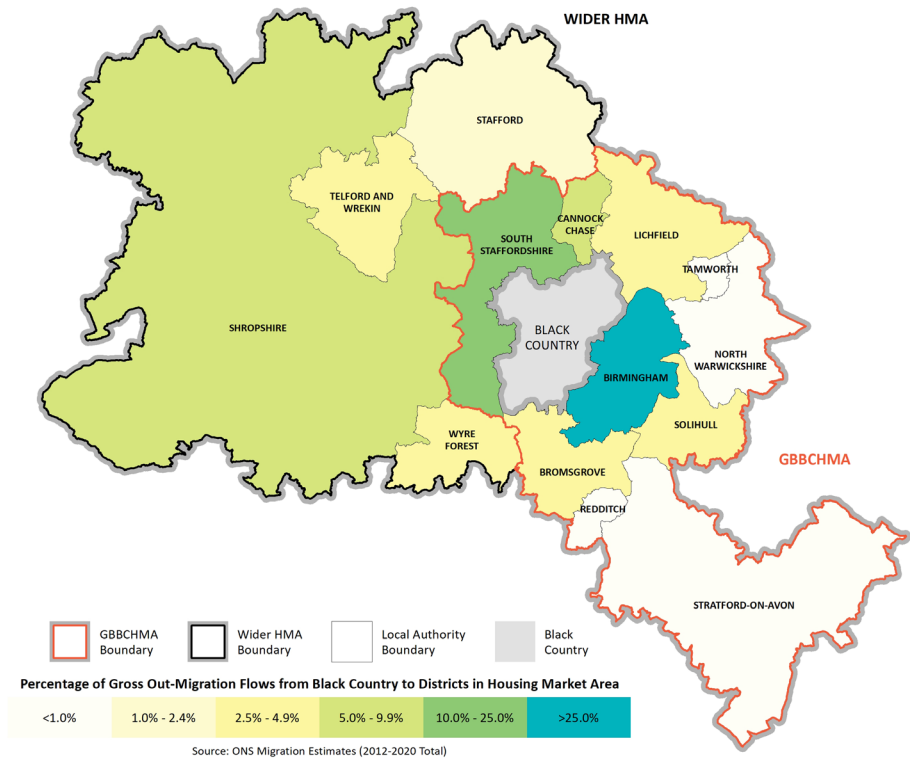 WIDER HMA
STAFFORD
TELFORD AND
WREKIN
CANNOCK
CHASE
SOUTH
STAFFORDSHIRE
LICHFIELD
TAMWORTH
SHROPSHIRE
BLACK
COUNTRY
NORTH
WARWICKSHIRE
BIRMINGHAM
SOLIHULL
WYRE
FOREST
GBBCHMA
BROMSGROVE
REDDITCH
STRATFORD-ON-AVON
GBBCHMA
Boundary
Wider HMA
Boundary
Local Authority
Boundary
Black
Country
Percentage of Gross Out-Migration Flows from Black Country to Districts in Housing Market Area
<1.0%
1.0% - 2.4%
2.5% - 4.9%
5.0% - 9.9%
10.0% - 25.0%
>25.0%
Source: ONS Migration Estimates (2012-2020 Total)